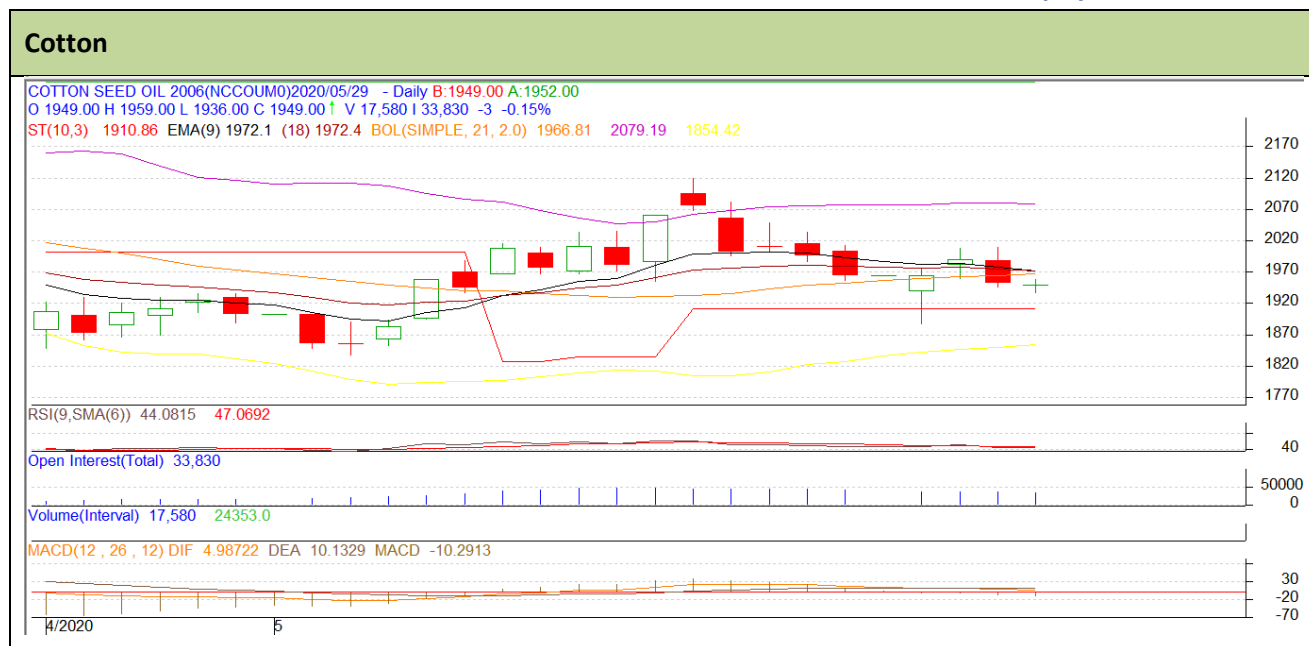 Cotton
COTTON SEED OIL 2006(NCCOUM0)2020/05/29 - Daily B:1949.00 A:1952.00
O 1949.00 H 1959.00 L 1936.00 C 1949.00↑ V 17,580 I 33,830 -3 -0.15%
ST(10,3) 1910.86 EMA(9) 1972.1 (18) 1972.4 BOL(SIMPLE, 21, 2.0) 1966.81 2079.19 1854.42
2170
2120
2070
2020
1970
1920
1870
1820
1770
RSI(9,SMA(6)) 44.0815 47.0692
40
Open Interest(Total) 33,830
50000
0
Volume(Interval) 17,580 24353.0
MACD(12 , 26 , 12) DIF 4.98722 DEA 10.1329 MACD -10.2913
30
-20
-70
4/2020 5